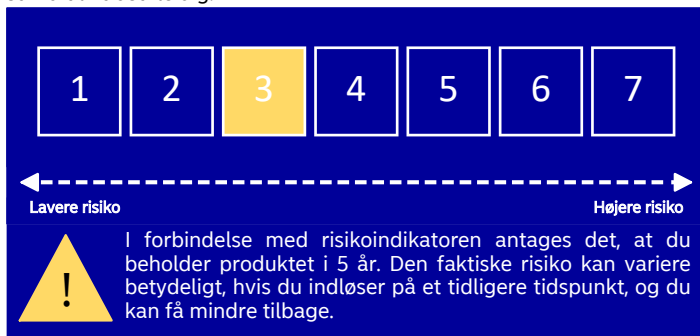 1 2 3 4 5 6 7
Lavere risiko Højere risiko
!
I forbindelse med risikoindikatoren antages det, at du
beholder produktet i 5 år. Den faktiske risiko kan variere
betydeligt, hvis du indløser på et tidligere tidspunkt, og du
kan få mindre tilbage.